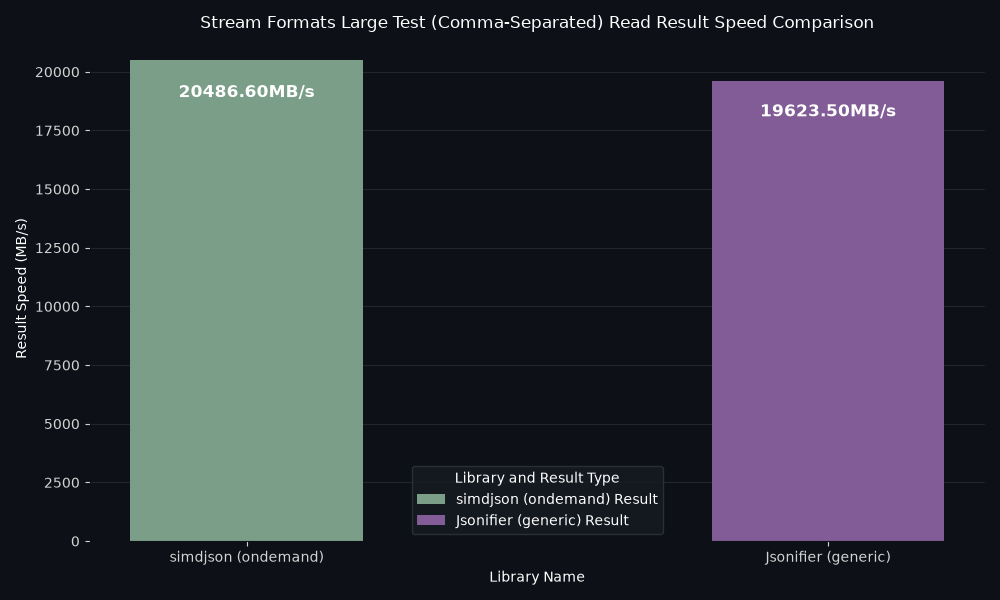 Stream Formats Large Test (Comma-Separated) Read Result Speed Comparison
20000
17500
15000
12500
10000
7500
5000
2500
0
Result Speed (MB/s)
20486.60MB/s
19623.50MB/s
Library and Result Type
simdjson (ondemand) Result
Jsonifier (generic) Result
simdjson (ondemand)
Jsonifier (generic)
Library Name